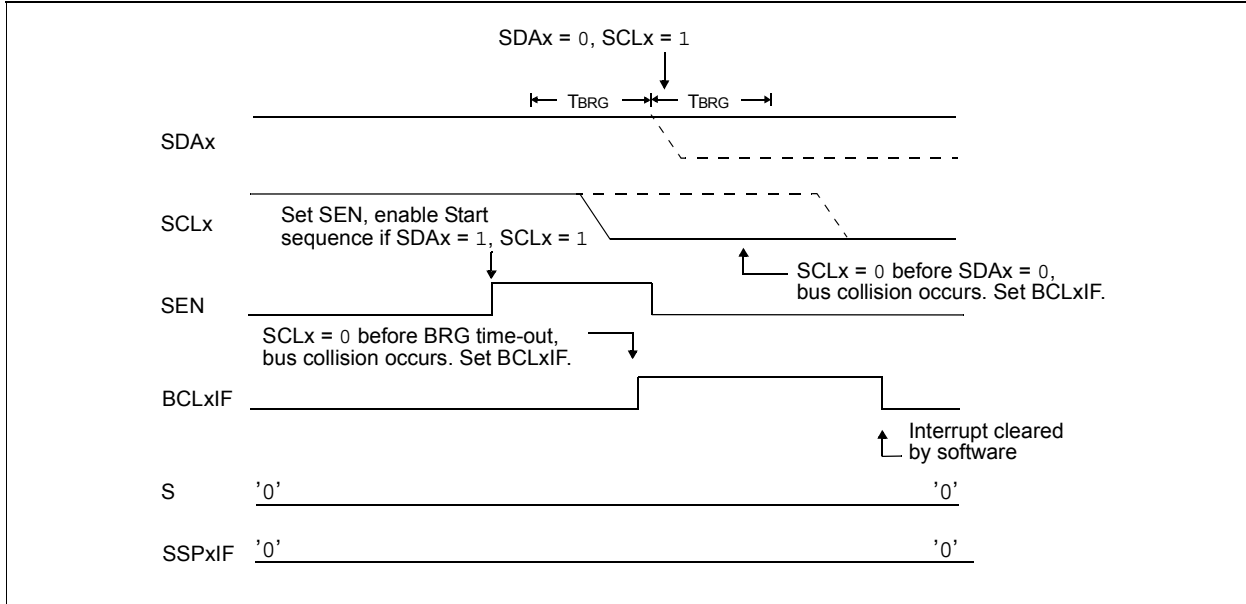 SDAx = 0, SCLx = 1
TBRG TBRG
SDAx
SCLx
Set SEN, enable Start
sequence if SDAx = 1, SCLx = 1
SCLx = 0 before SDAx = 0,
bus collision occurs. Set BCLxIF.
SEN
SCLx = 0 before BRG time-out,
bus collision occurs. Set BCLxIF.
BCLxIF
Interrupt cleared
by software
S '0' '0'
SSPxIF '0' '0'